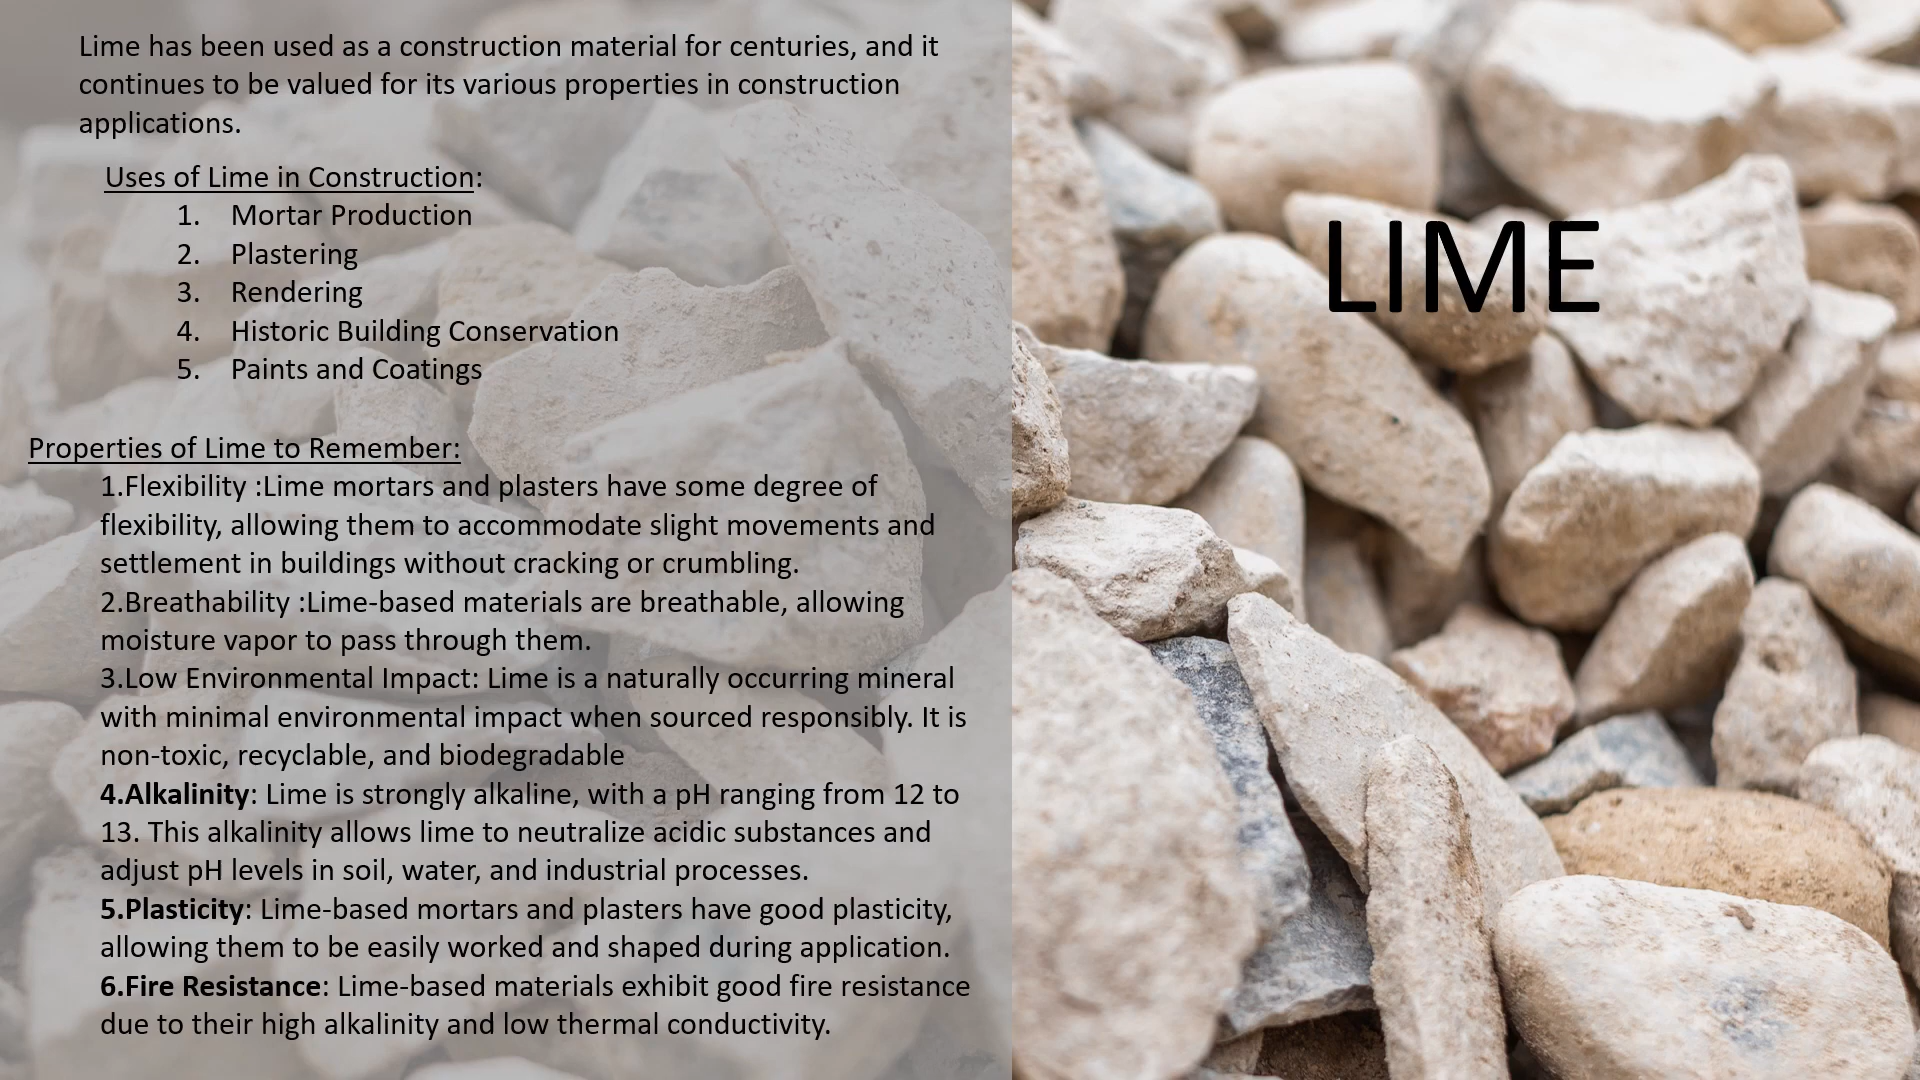 Lime has been used as a construction material for centuries, and it
continues to be valued for its various properties in construction
applications.
Uses of Lime in Construction:
1. Mortar Production
2. Plastering
3. Rendering
4. Historic Building Conservation
5. Paints and Coatings
Properties of Lime to Remember:
1.Flexibility :Lime mortars and plasters have some degree of
flexibility, allowing them to accommodate slight movements and
settlement in buildings without cracking or crumbling.
2.Breathability :Lime-based materials are breathable, allowing
moisture vapor to pass through them.
3.Low Environmental Impact: Lime is a naturally occurring mineral
with minimal environmental impact when sourced responsibly. It is
non-toxic, recyclable, and biodegradable
4.Alkalinity: Lime is strongly alkaline, with a pH ranging from 12 to
13. This alkalinity allows lime to neutralize acidic substances and
adjust pH levels in soil, water, and industrial processes.
5.Plasticity: Lime-based mortars and plasters have good plasticity,
allowing them to be easily worked and shaped during application.
6.Fire Resistance: Lime-based materials exhibit good fire resistance
due to their high alkalinity and low thermal conductivity.
LIME